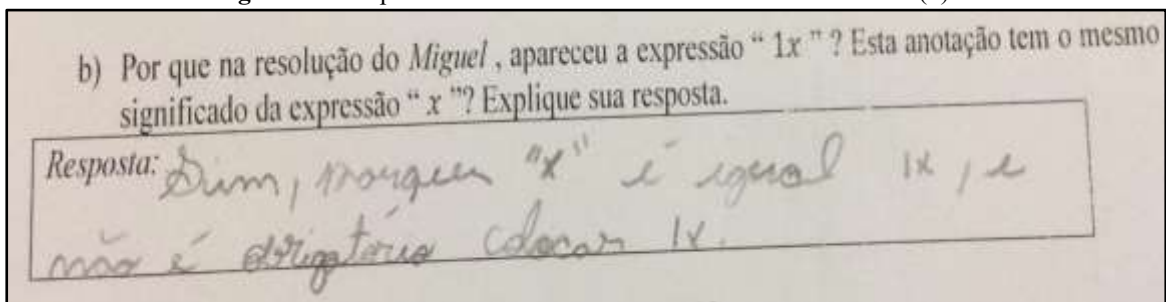 b) Por que na resolução do Miguel , apareceu a expressão “ 1x ” ? Esta anotação tem o mesmo
significado da expressão “ x ”? Explique sua resposta.
Resposta: Sim, "x" é igual 1x, e
não é obrigatório colocar 1x.